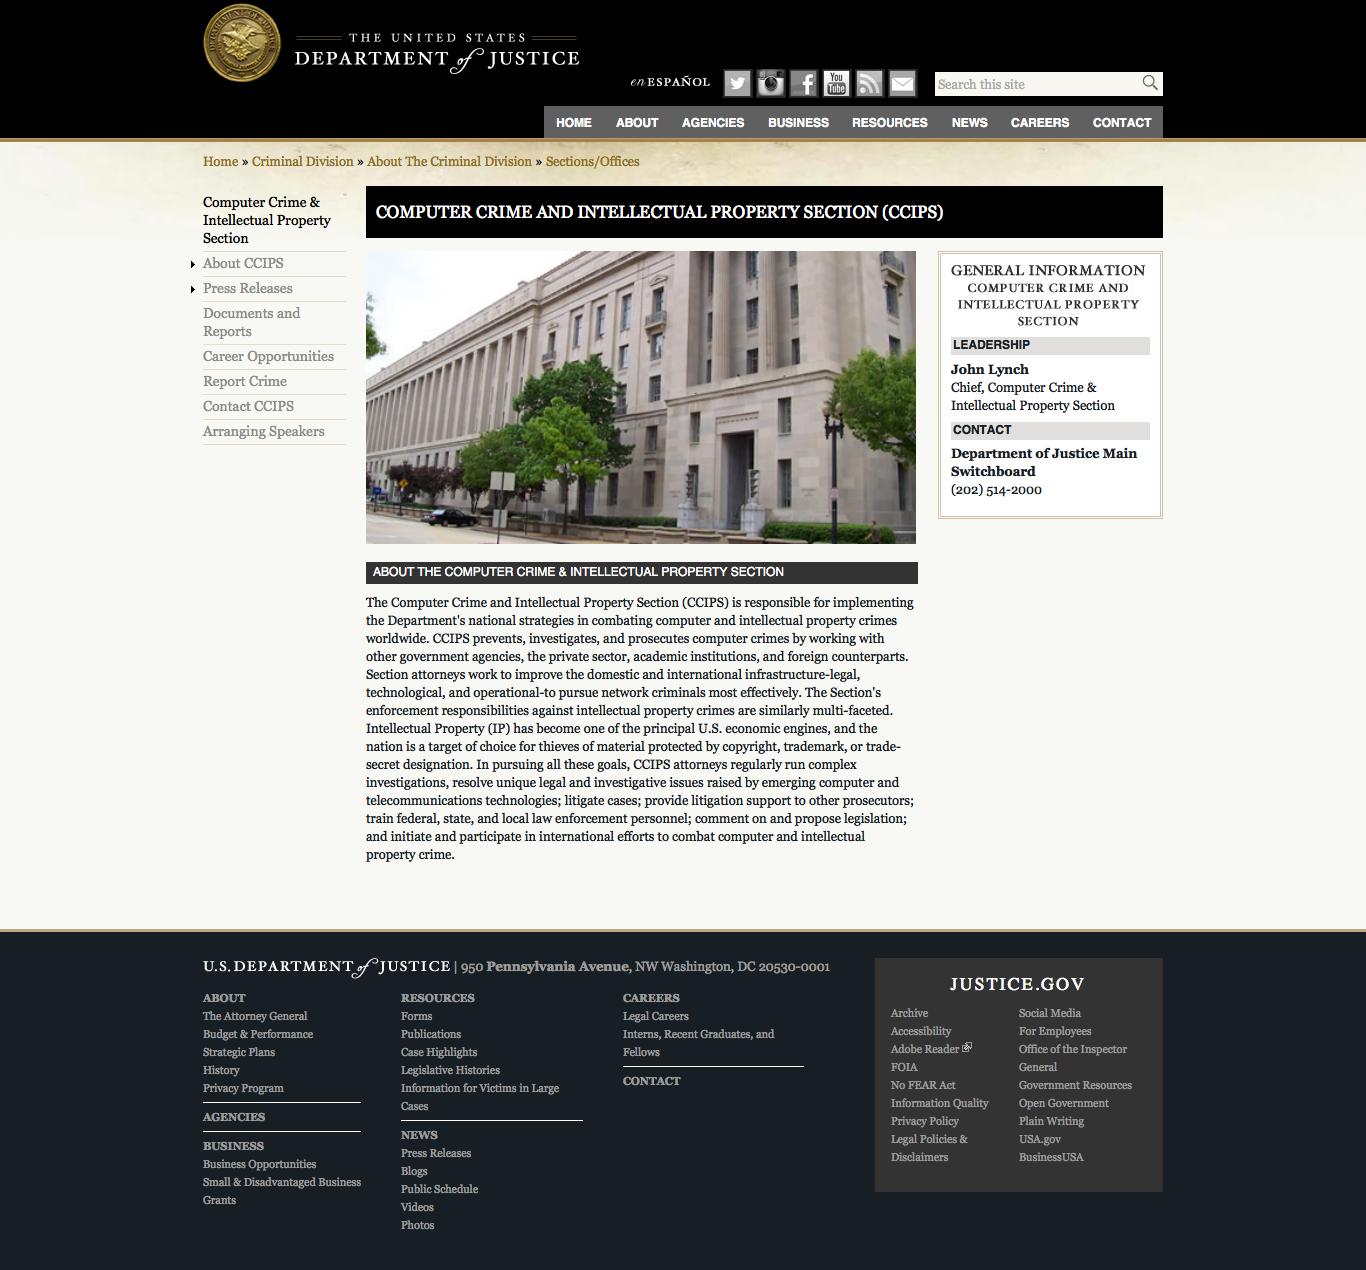 THE UNITED STATES
DEPARTMENT of JUSTICE
en ESPAÑOL
You Tube
Search this site
HOME ABOUT AGENCIES BUSINESS RESOURCES NEWS CAREERS CONTACT
Home » Criminal Division » About The Criminal Division » Sections/Offices
Computer Crime &
Intellectual Property
Section
About CCIPS
Press Releases
Documents and
Reports
Career Opportunities
Report Crime
Contact CCIPS
Arranging Speakers
COMPUTER CRIME AND INTELLECTUAL PROPERTY SECTION (CCIPS)
GENERAL INFORMATION
COMPUTER CRIME AND
INTELLECTUAL PROPERTY
SECTION
LEADERSHIP
John Lynch
Chief, Computer Crime &
Intellectual Property Section
CONTACT
Department of Justice Main
Switchboard
(202) 514-2000
ABOUT THE COMPUTER CRIME & INTELLECTUAL PROPERTY SECTION
The Computer Crime and Intellectual Property Section (CCIPS) is responsible for implementing
the Department's national strategies in combating computer and intellectual property crimes
worldwide. CCIPS prevents, investigates, and prosecutes computer crimes by working with
other government agencies, the private sector, academic institutions, and foreign counterparts.
Section attorneys work to improve the domestic and international infrastructure-legal,
technological, and operational-to pursue network criminals most effectively. The Section's
enforcement responsibilities against intellectual property crimes are similarly multi-faceted.
Intellectual Property (IP) has become one of the principal U.S. economic engines, and the
nation is a target of choice for thieves of material protected by copyright, trademark, or trade-
secret designation. In pursuing all these goals, CCIPS attorneys regularly run complex
investigations, resolve unique legal and investigative issues raised by emerging computer and
telecommunications technologies; litigate cases; provide litigation support to other prosecutors;
train federal, state, and local law enforcement personnel; comment on and propose legislation;
and initiate and participate in international efforts to combat computer and intellectual
property crime.
U.S. DEPARTMENT of JUSTICE | 950 Pennsylvania Avenue, NW Washington, DC 20530-0001
ABOUT
The Attorney General
Budget & Performance
Strategic Plans
History
Privacy Program
AGENCIES
BUSINESS
Business Opportunities
Small & Disadvantaged Business
Grants
RESOURCES
Forms
Publications
Case Highlights
Legislative Histories
Information for Victims in Large
Cases
NEWS
Press Releases
Blogs
Public Schedule
Videos
Photos
CAREERS
Legal Careers
Interns, Recent Graduates, and
Fellows
CONTACT
JUSTICE.GOV
Archive
Accessibility
Adobe Reader
FOIA
No FEAR Act
Information Quality
Privacy Policy
Legal Policies &
Disclaimers
Social Media
For Employees
Office of the Inspector
General
Government Resources
Open Government
Plain Writing
USA.gov
BusinessUSA